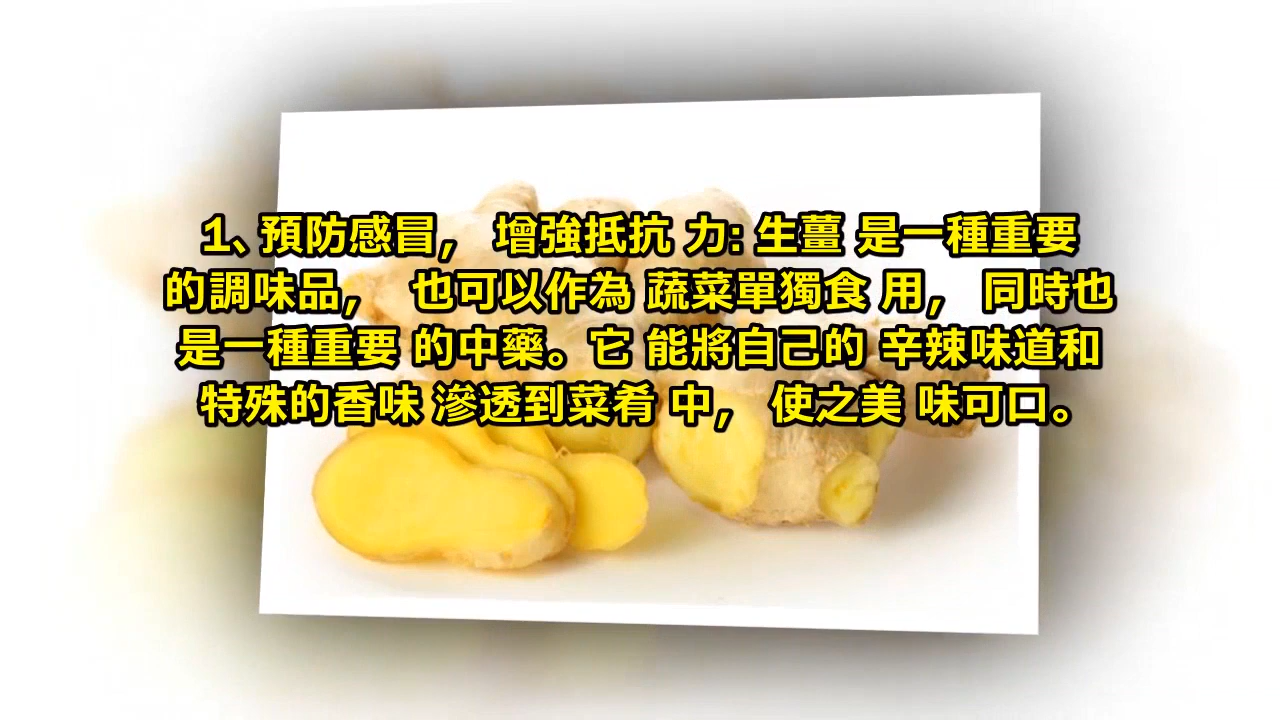 1、預防感冒， 增強抵抗 力: 生薑 是一種重要
的調味品， 也可以作為 蔬菜單獨食 用， 同時也
是一種重要 的中藥。它 能將自己的 辛辣味道和
特殊的香味 滲透到菜肴 中， 使之美 味可口。